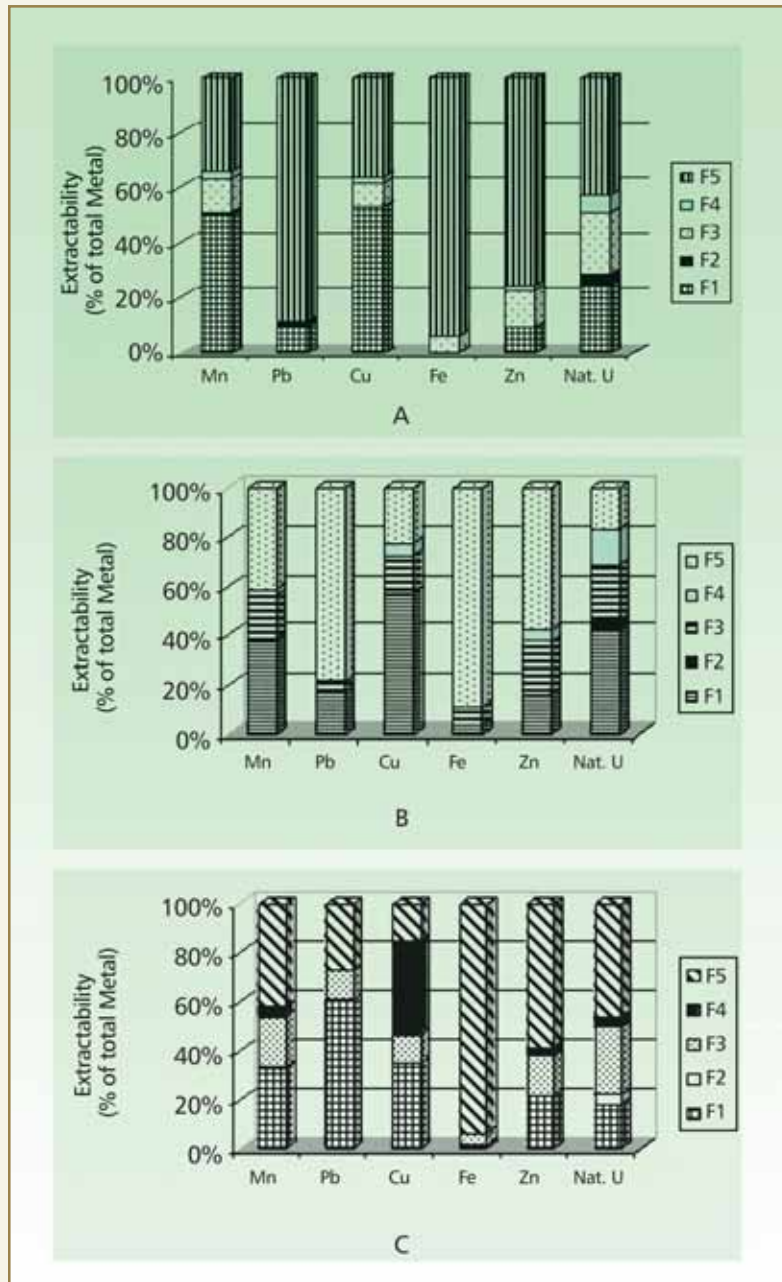 100%
80%
60%
40%
20%
0%
Extractability
(% of total Metal)
Mn Pb Cu Fe Zn Nat. U
F5
F4
F3
F2
F1
A
100%
80%
60%
40%
20%
0%
Extractability
(% of total Metal)
Mn Pb Cu Fe Zn Nat. U
F5
F4
F3
F2
F1
B
100%
80%
60%
40%
20%
0%
Extractability
(% of total Metal)
Mn Pb Cu Fe Zn Nat. U
F5
F4
F3
F2
F1
C